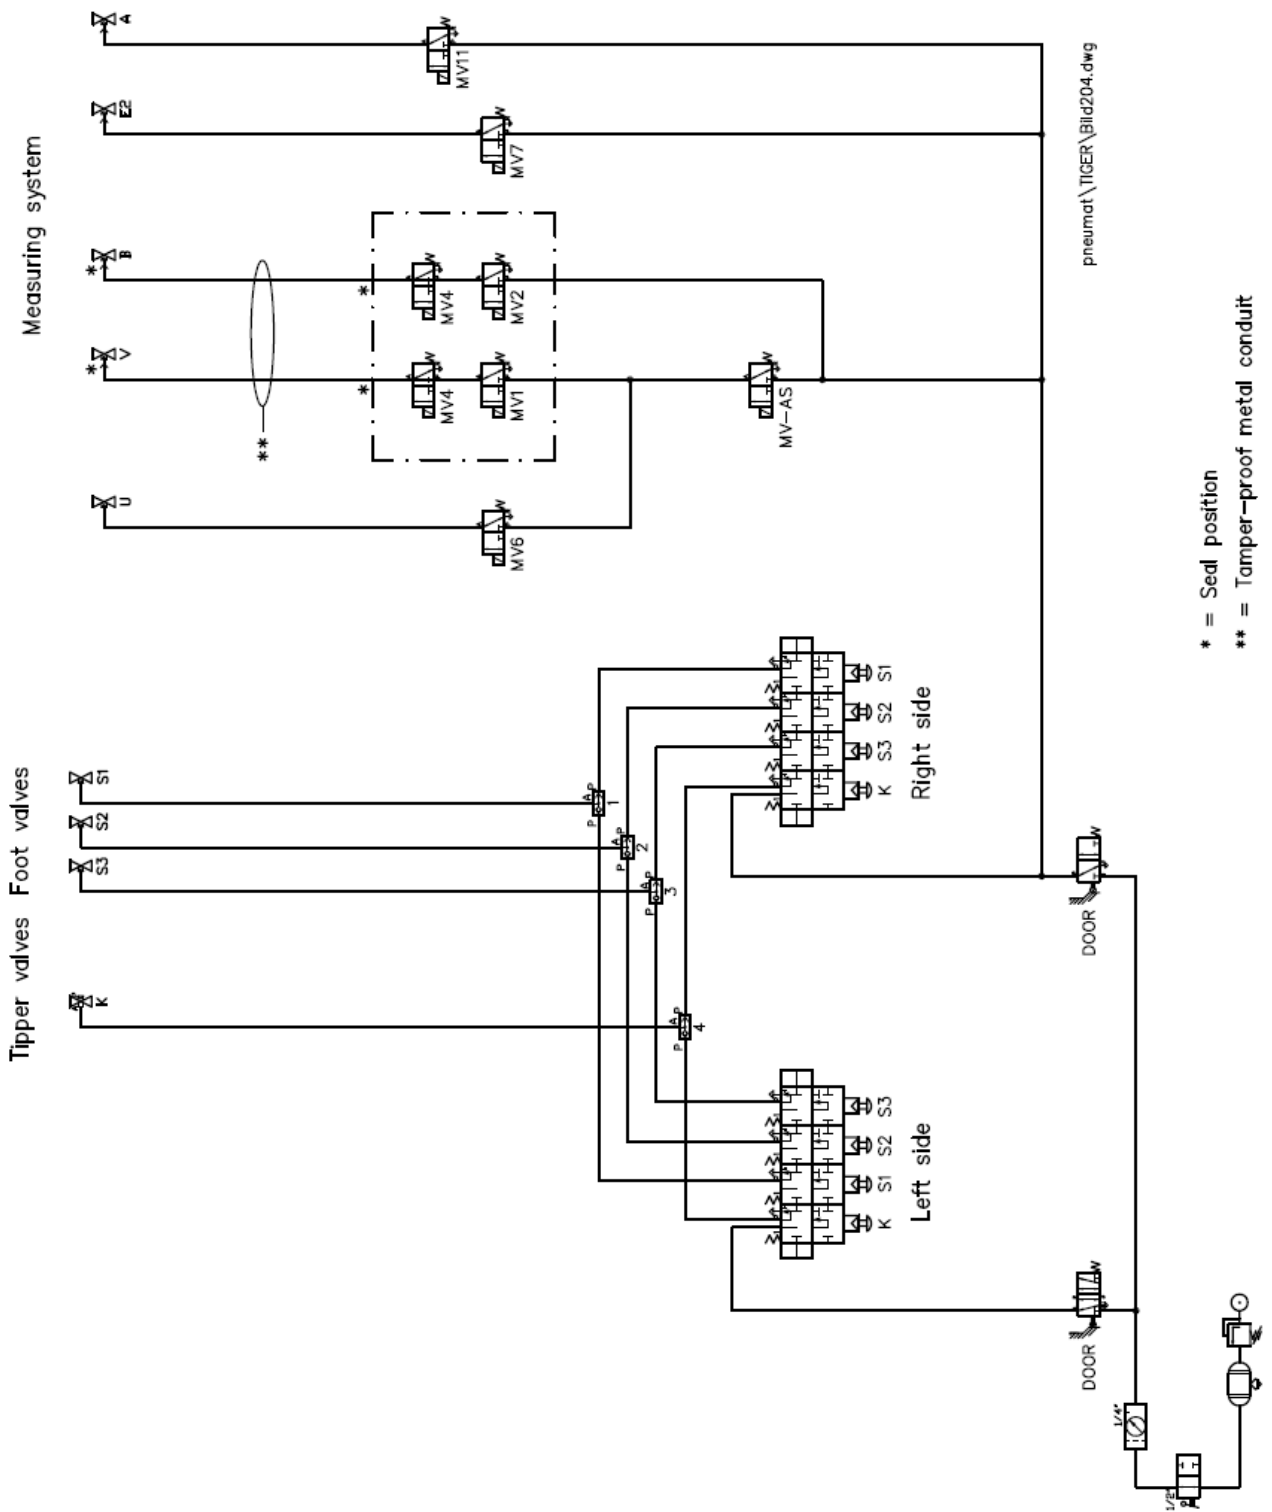 Tipper valves Foot valves
Measuring system
K
S3
S2
S1
U
V
B
E2
A
*
*
**
*
*
MV6
MV4
MV1
MV4
MV2
MV7
MV11
MV-AS
P A P
1
P A P
2
P A P
3
P A P
4
K S1 S2 S3
Left side
K S3 S2 S1
Right side
DOOR
DOOR
1/4"
1/2"
pneumat\TIGER\Bild204.dwg
* = Seal position
** = Tamper-proof metal conduit